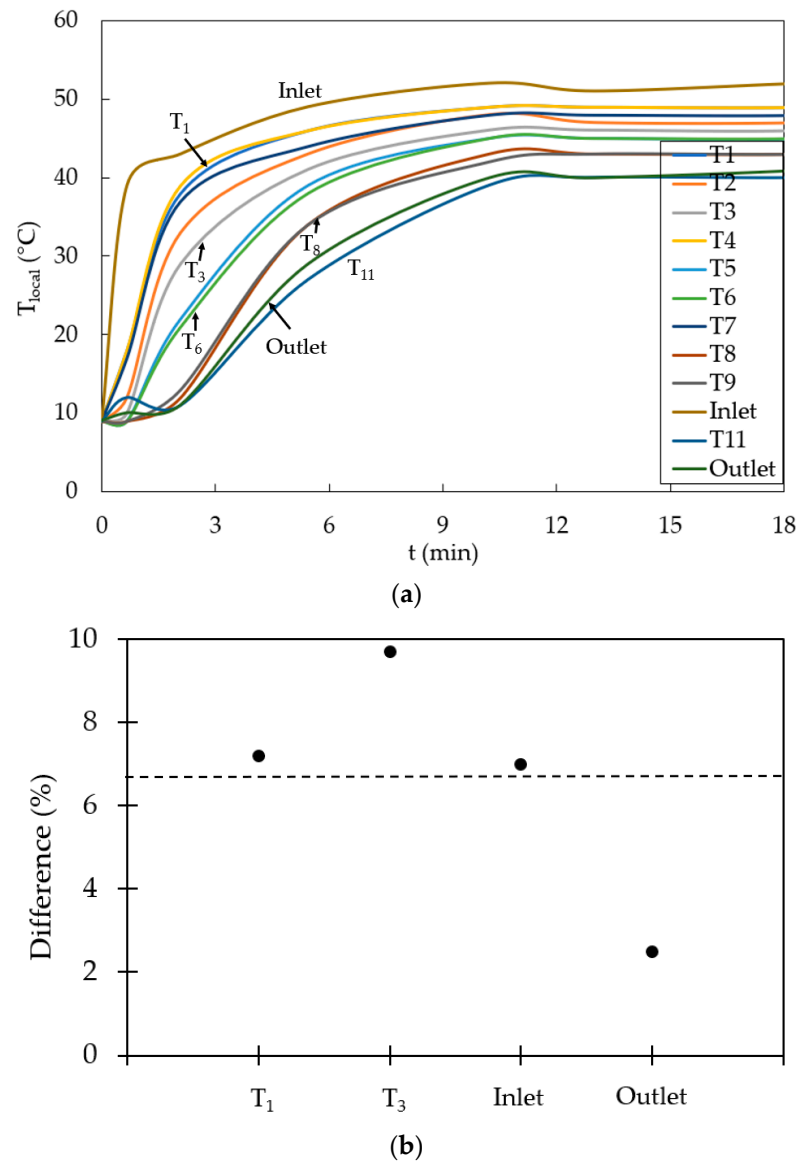 60
50
40
30
20
10
0
T_local (°C)
Inlet
T₁
T₃
T₆
T₈
T₁₁
Outlet
T1
T2
T3
T4
T5
T6
T7
T8
T9
Inlet
T11
Outlet
0 3 6 9 12 15 18
t (min)
(a)
10
8
6
4
2
0
Difference (%)
T₁ T₃ Inlet Outlet
(b)